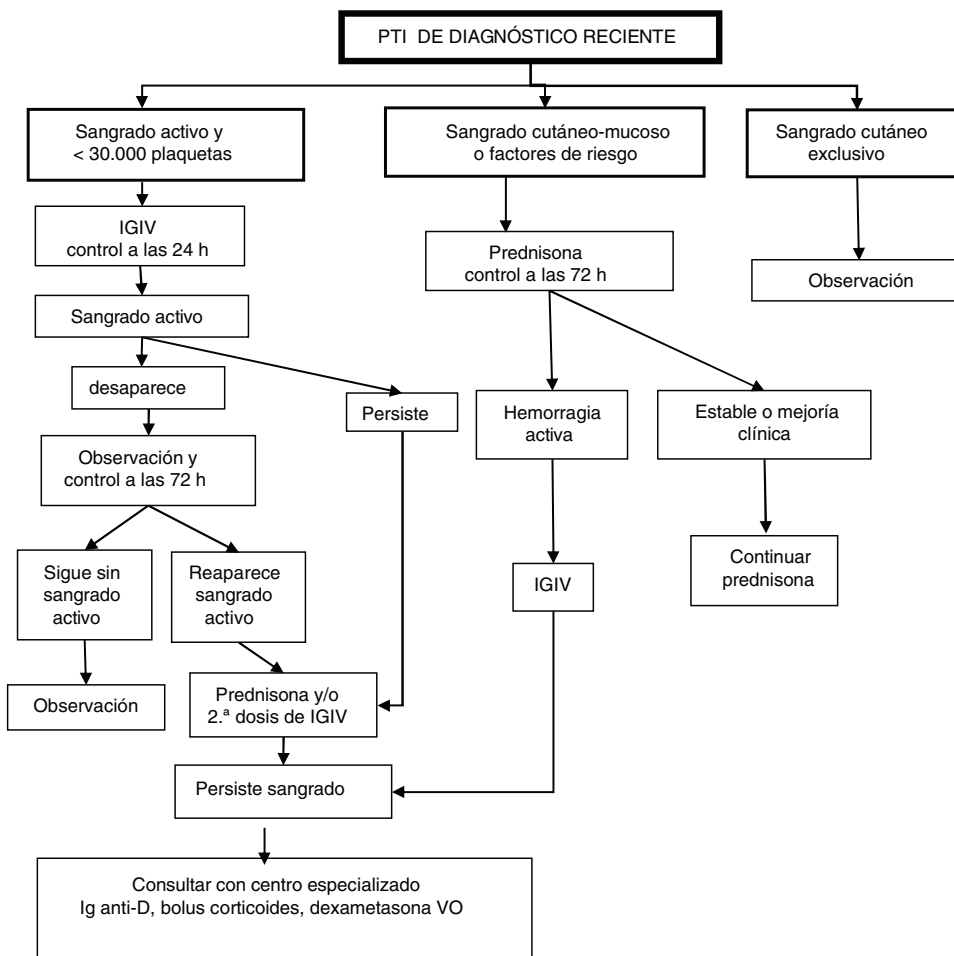 PTI DE DIAGNÓSTICO RECIENTE
Sangrado activo y
< 30.000 plaquetas
Sangrado cutáneo-mucoso
o factores de riesgo
Sangrado cutáneo
exclusivo
IGIV
control a las 24 h
Prednisona
control a las 72 h
Observación
Sangrado activo
desaparece
Persiste
Hemorragia
activa
Estable o mejoría
clínica
Observación y
control a las 72 h
Sigue sin
sangrado
activo
Reaparece
sangrado
activo
IGIV
Continuar
prednisona
Observación
Prednisona y/o
2.ª dosis de IGIV
Persiste sangrado
Consultar con centro especializado
Ig anti-D, bolus corticoides, dexametasona VO